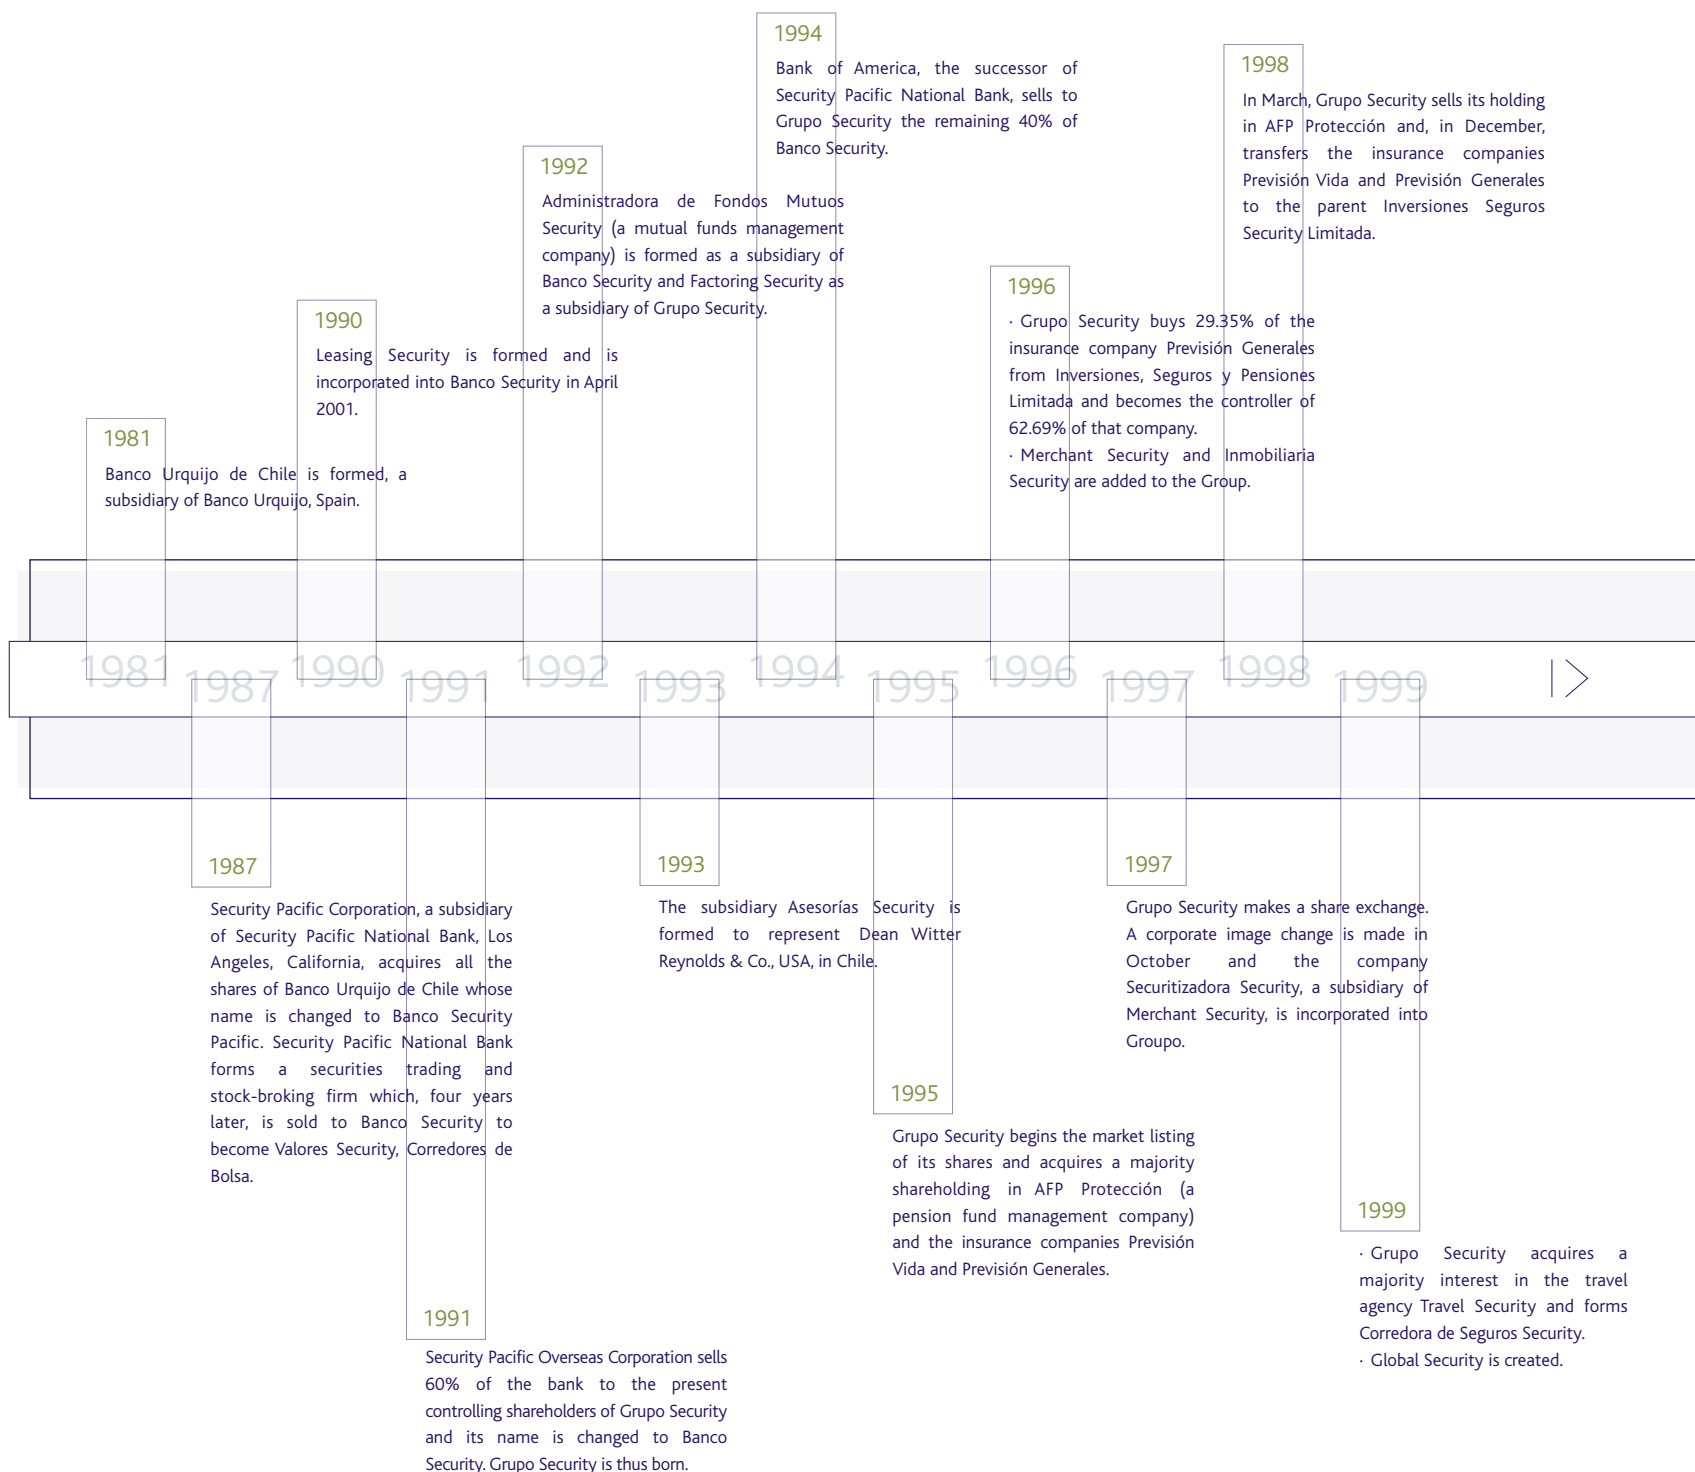 1994
Bank of America, the successor of
Security Pacific National Bank, sells to
Grupo Security the remaining 40% of
Banco Security.
1998
In March, Grupo Security sells its holding
in AFP Protección and, in December,
transfers the insurance companies
Previsión Vida and Previsión Generales
to the parent Inversiones Seguros
Security Limitada.
1992
Administradora de Fondos Mutuos
Security (a mutual funds management
company) is formed as a subsidiary of
Banco Security and Factoring Security as
a subsidiary of Grupo Security.
1996
· Grupo Security buys 29.35% of the
insurance company Previsión Generales
from Inversiones, Seguros y Pensiones
Limitada and becomes the controller of
62.69% of that company.
· Merchant Security and Inmobiliaria
Security are added to the Group.
1990
Leasing Security is formed and is
incorporated into Banco Security in April
2001.
1981
Banco Urquijo de Chile is formed, a
subsidiary of Banco Urquijo, Spain.
1981 1987 1990 1991 1992 1993 1994 1995 1996 1997 1998 1999
1987
Security Pacific Corporation, a subsidiary
of Security Pacific National Bank, Los
Angeles, California, acquires all the
shares of Banco Urquijo de Chile whose
name is changed to Banco Security
Pacific. Security Pacific National Bank
forms a securities trading and
stock-broking firm which, four years
later, is sold to Banco Security to
become Valores Security, Corredores de
Bolsa.
1993
The subsidiary Asesorías Security is
formed to represent Dean Witter
Reynolds & Co., USA, in Chile.
1997
Grupo Security makes a share exchange.
A corporate image change is made in
October and the company
Securitizadora Security, a subsidiary of
Merchant Security, is incorporated into
Groupo.
1995
Grupo Security begins the market listing
of its shares and acquires a majority
shareholding in AFP Protección (a
pension fund management company)
and the insurance companies Previsión
Vida and Previsión Generales.
1999
· Grupo Security acquires a
majority interest in the travel
agency Travel Security and forms
Corredora de Seguros Security.
· Global Security is created.
1991
Security Pacific Overseas Corporation sells
60% of the bank to the present
controlling shareholders of Grupo Security
and its name is changed to Banco
Security. Grupo Security is thus born.